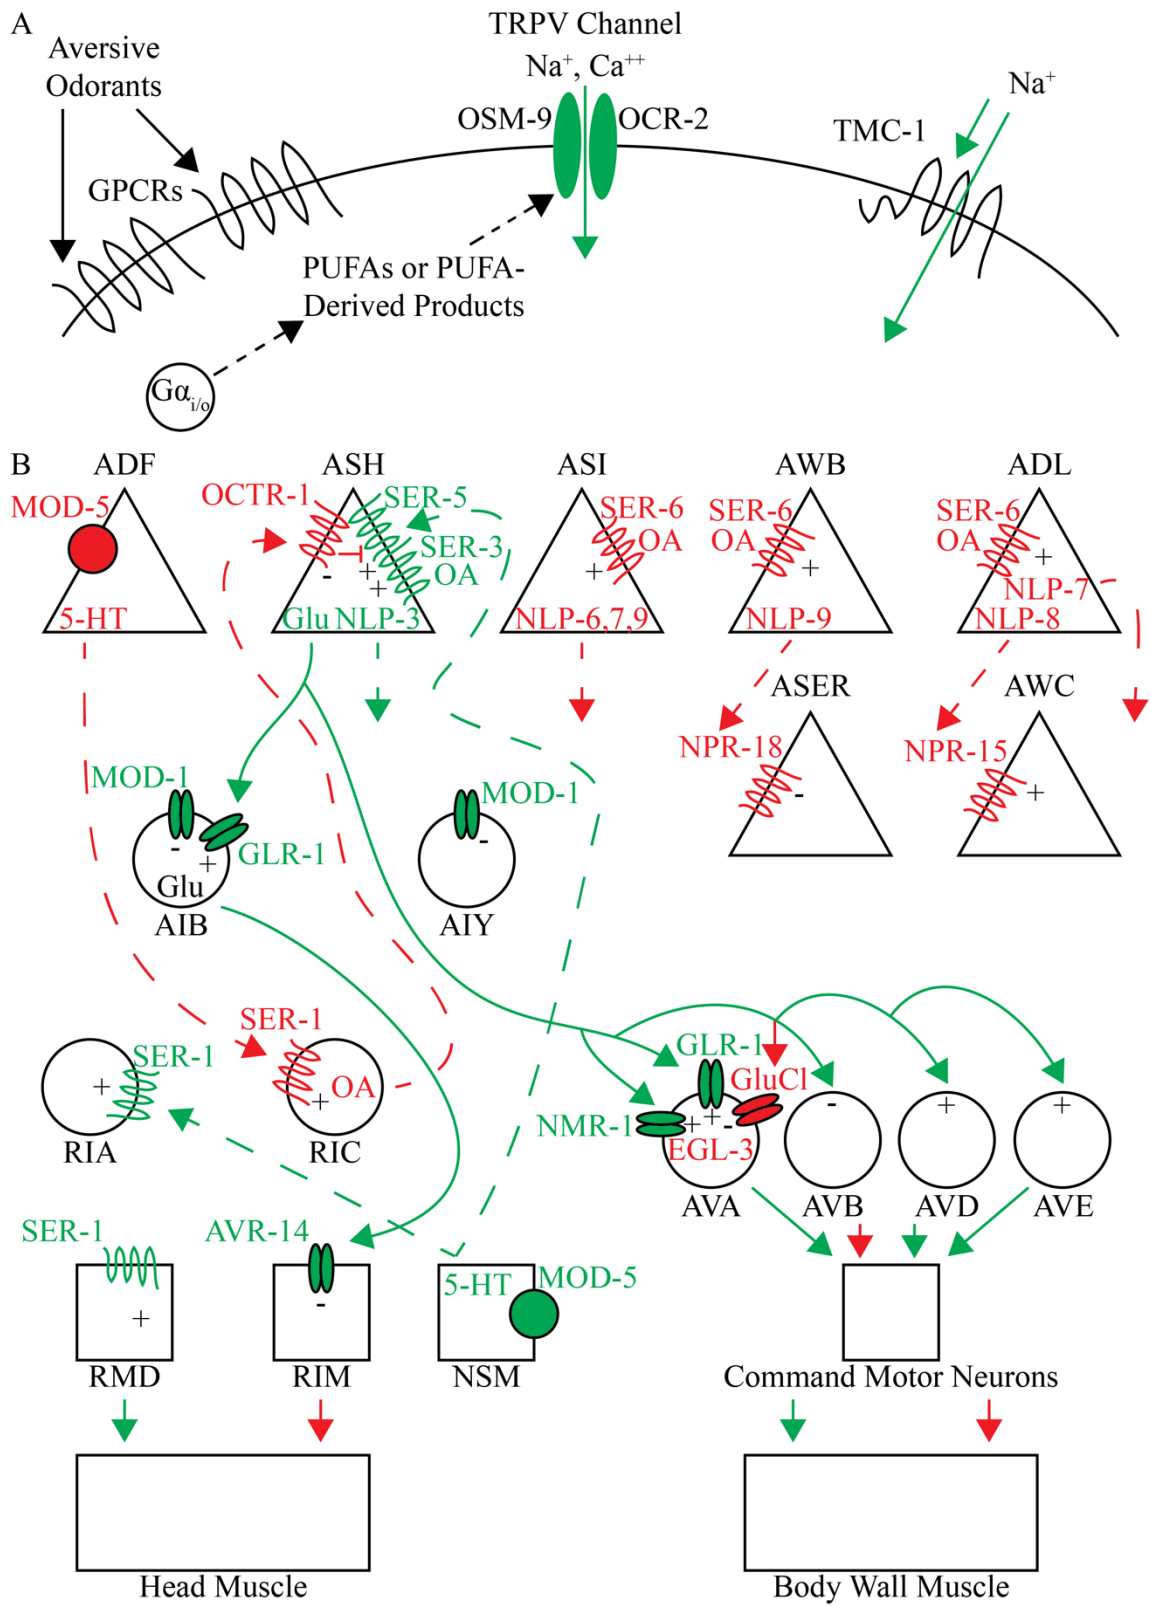 A
Aversive
Odorants
GPCRs
TRPV Channel
Na⁺, Ca⁺⁺
OSM-9
OCR-2
TMC-1
Na⁺
PUFAs or PUFA-
Derived Products
Gαi/o
B
ADF
ASH
ASI
AWB
ADL
MOD-5
5-HT
OCTR-1
SER-5
SER-3
OA
-
+
+
Glu NLP-3
SER-6
OA
+
NLP-6,7,9
SER-6
OA
+
NLP-9
SER-6
OA
+
NLP-7
NLP-8
ASER
AWC
NPR-18
-
NPR-15
+
MOD-1
-
+
GLR-1
Glu
AIB
MOD-1
-
AIY
SER-1
+
RIA
SER-1
OA
+
RIC
GLR-1
GluCl
NMR-1
+
+
-
EGL-3
-
+
+
AVA
AVB
AVD
AVE
SER-1
+
RMD
AVR-14
-
RIM
5-HT
MOD-5
NSM
Command Motor Neurons
Head Muscle
Body Wall Muscle